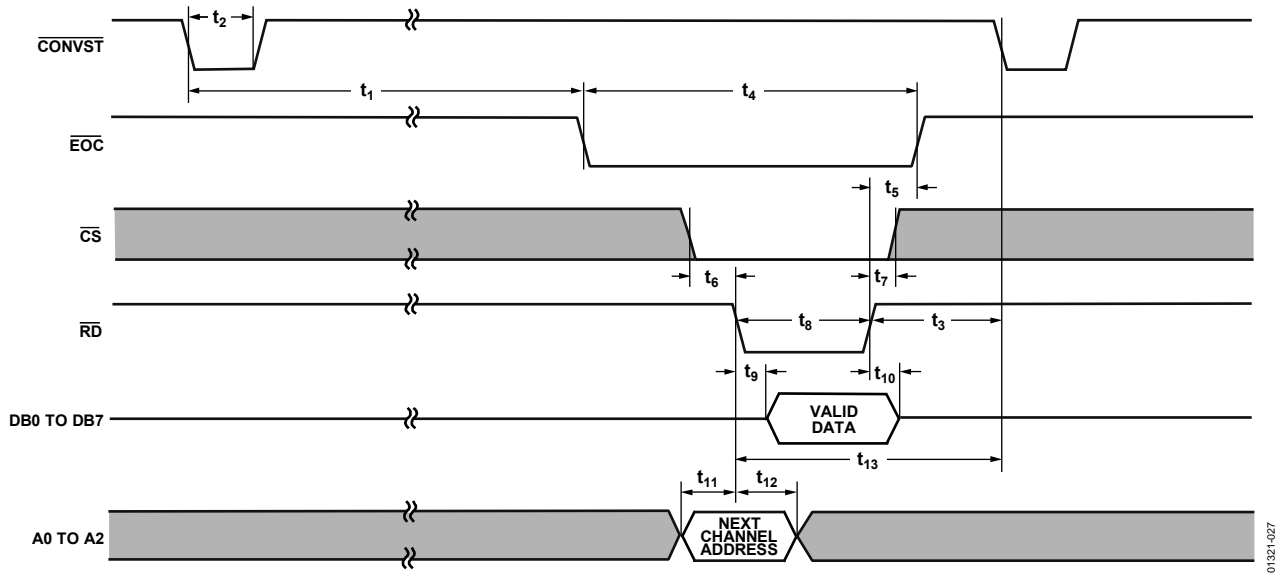 t2
CONVST
t1
t4
EOC
t5
CS
t6
t7
RD
t8
t3
t9
t10
DB0 TO DB7
VALID
DATA
t13
t11
t12
A0 TO A2
NEXT
CHANNEL
ADDRESS
01321-027